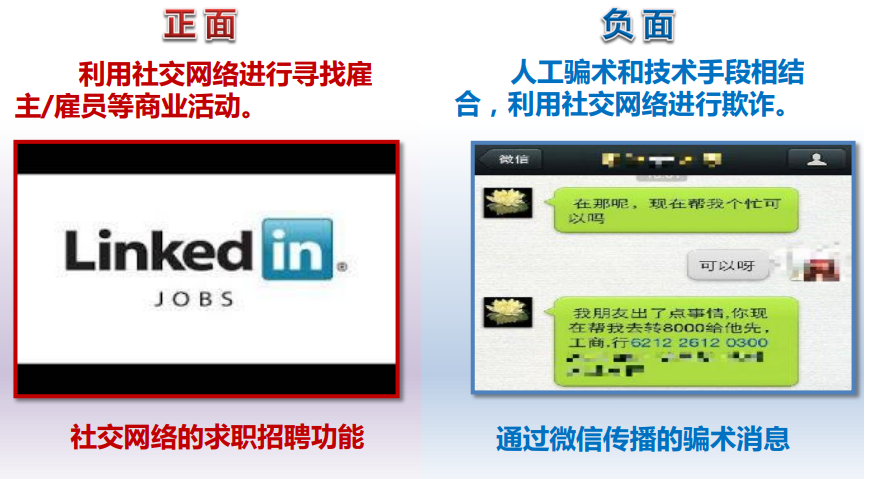 正面
利用社交网络进行寻找雇
主/雇员等商业活动。
Linked in ®
JOBS
社交网络的求职招聘功能
负面
人工骗术和技术手段相结
合，利用社交网络进行欺诈。
微信
在那呢，现在帮我个忙可
以吗
可以呀
我朋友出了点事情,你现
在帮我去转8000给他先,
工商.行6212 2612 0300
通过微信传播的骗术消息